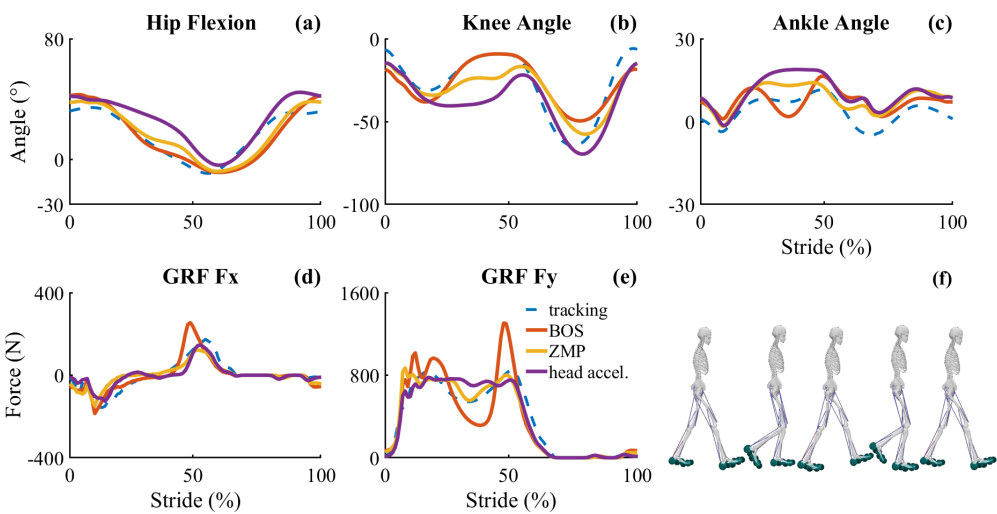 Hip Flexion (a)
Knee Angle (b)
Ankle Angle (c)
80
0
-30
Angle (°)
0 50 100
0
-50
-100
0 50 100
30
0
-30
0 50 100
Stride (%)
GRF Fx (d)
GRF Fy (e)
(f)
400
0
-400
Force (N)
0 50 100
Stride (%)
1600
800
0
0 50 100
Stride (%)
tracking
BOS
ZMP
head accel.